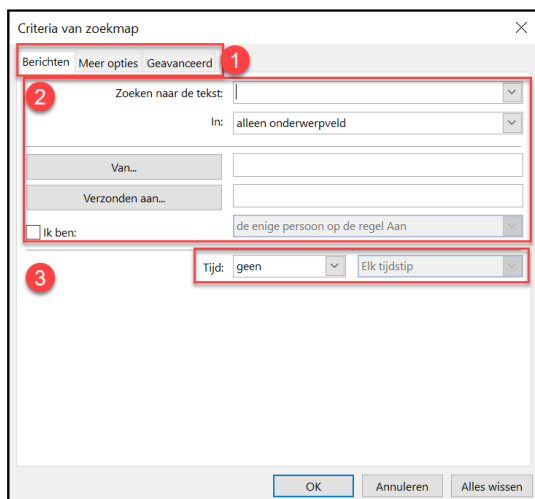 Criteria van zoekmap
Berichten Meer opties Geavanceerd 1
2
Zoeken naar de tekst:
In: alleen onderwerpveld
Van...
Verzonden aan...
Ik ben: de enige persoon op de regel Aan
3
Tijd: geen Elk tijdstip
OK Annuleren Alles wissen